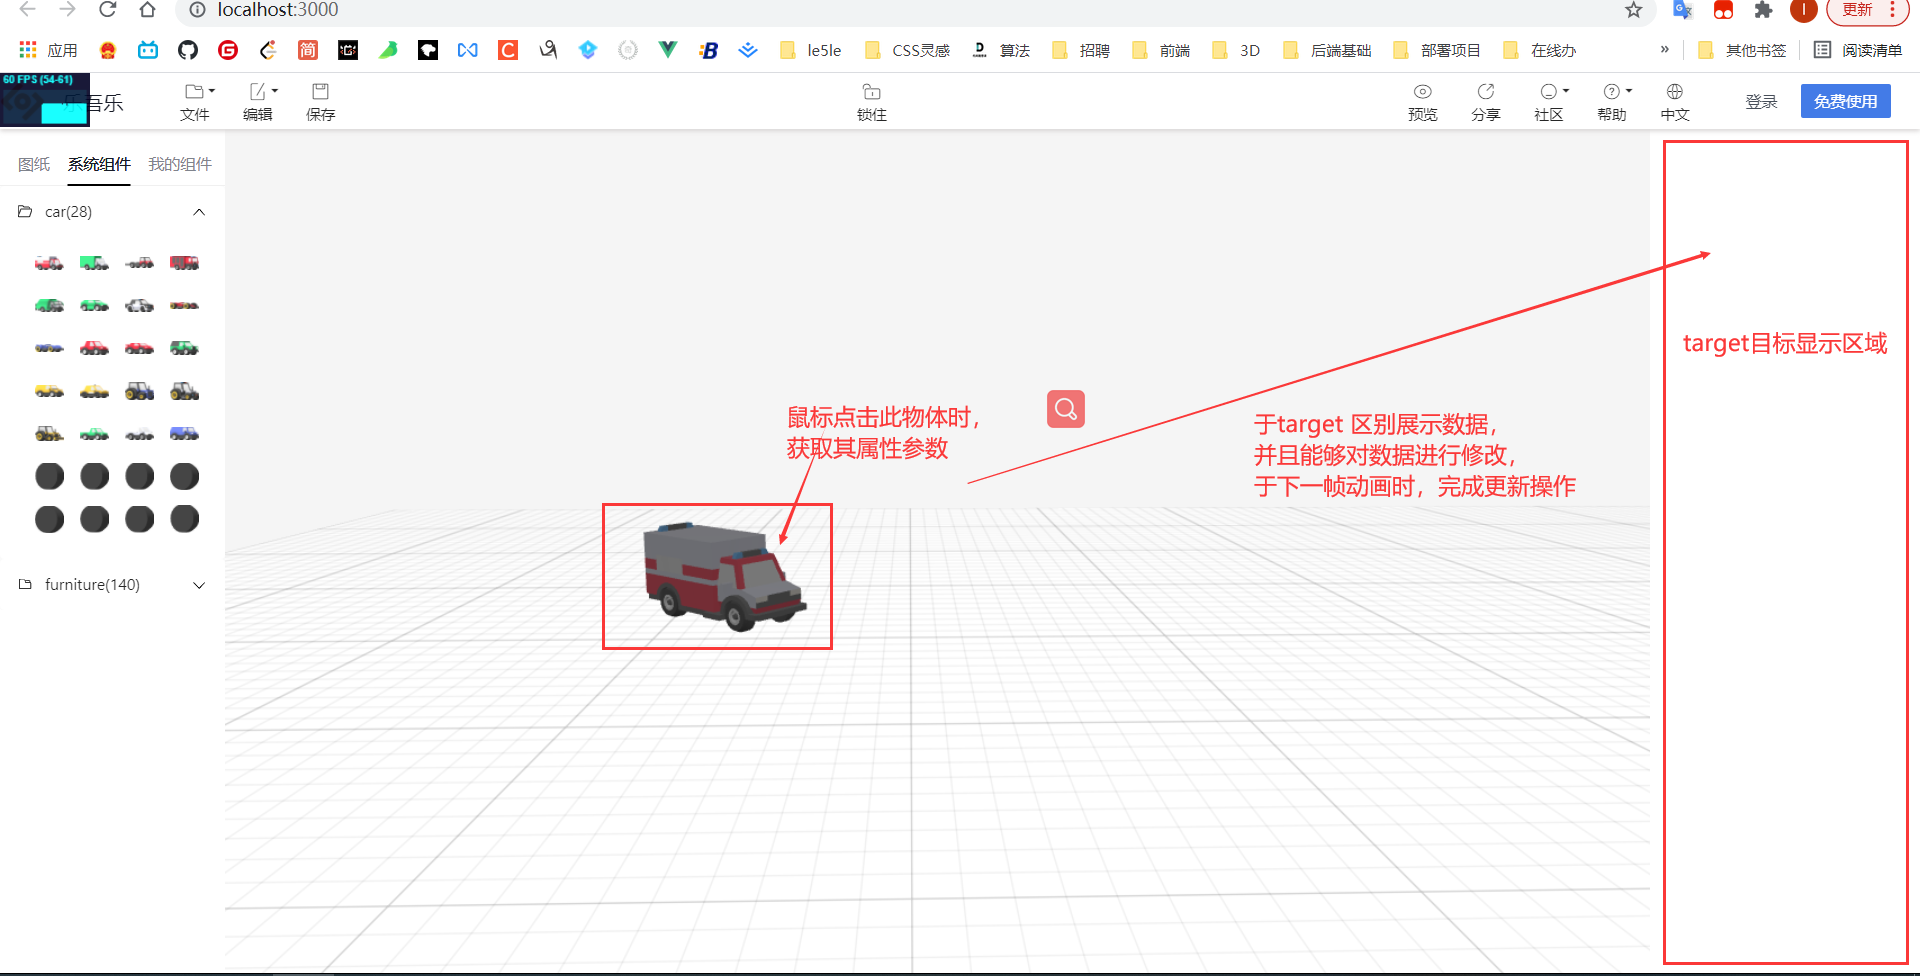 localhost:3000
更新
应用
le5le
CSS灵感
算法
招聘
前端
3D
后端基础
部署项目
在线办
»
其他书签
阅读清单
60 FPS (54-61)
乐吾乐
文件
编辑
保存
锁住
预览
分享
社区
帮助
中文
登录
免费使用
图纸
系统组件
我的组件
car(28)
furniture(140)
鼠标点击此物体时，
获取其属性参数
于target 区别展示数据，
并且能够对数据进行修改，
于下一帧动画时，完成更新操作
target目标显示区域